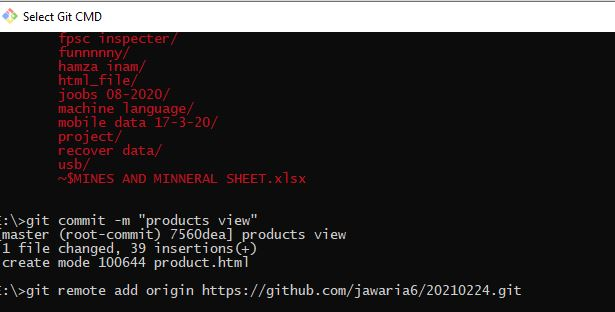 Select Git CMD
fpsc inspecter/
funnnnny/
hamza inam/
html_file/
joobs 08-2020/
machine language/
mobile data 17-3-20/
project/
recover data/
usb/
~$MINES AND MINNERAL SHEET.xlsx
E:\>git commit -m "products view"
[master (root-commit) 7560dea] products view
1 file changed, 39 insertions(+)
create mode 100644 product.html
E:\>git remote add origin https://github.com/jawaria6/20210224.git